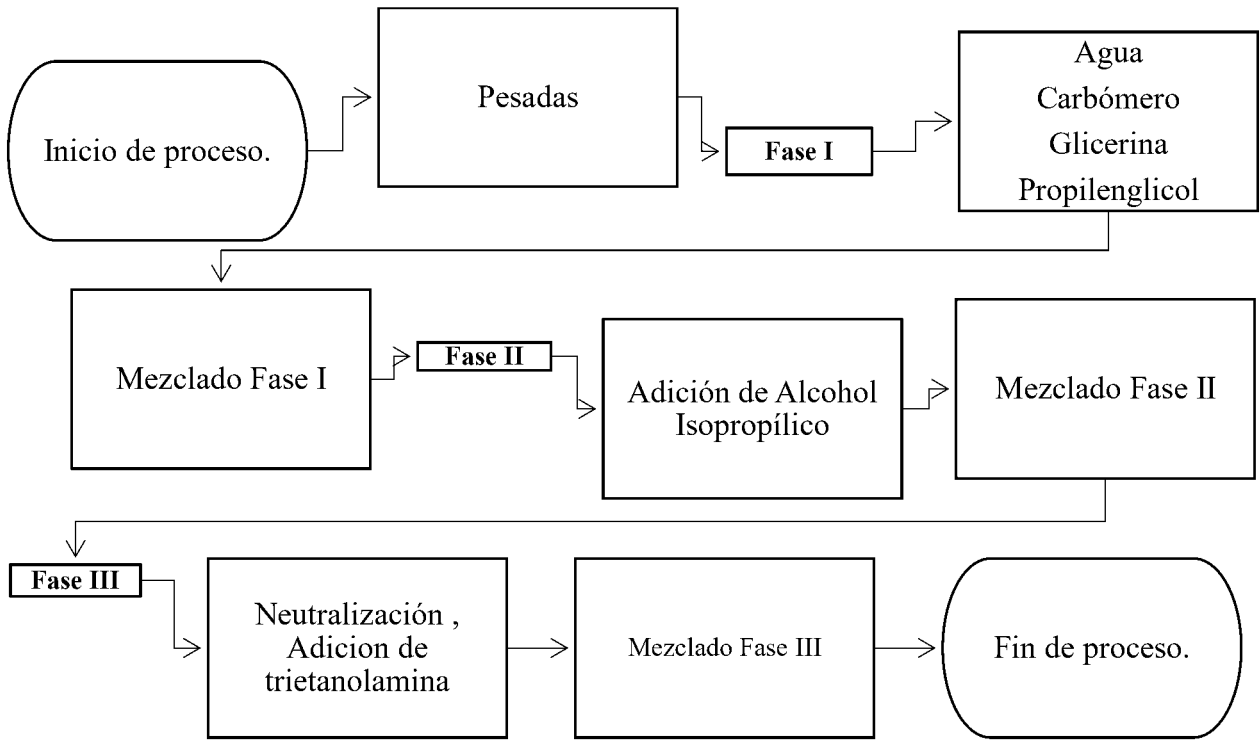 Inicio de proceso.
Pesadas
Fase I
Agua
Carbómero
Glicerina
Propilenglicol
Mezclado Fase I
Fase II
Adición de Alcohol
Isopropílico
Mezclado Fase II
Fase III
Neutralización ,
Adicion de
trietanolamina
Mezclado Fase III
Fin de proceso.